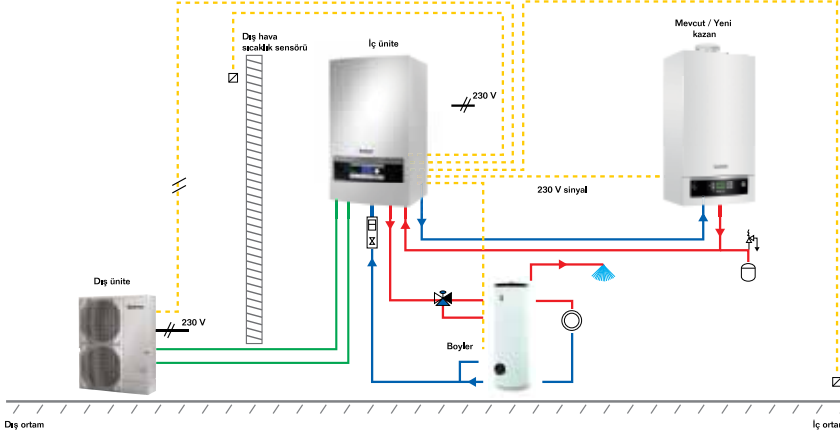 Dış hava
sıcaklık sensörü
İç ünite
Mevcut / Yeni
kazan
230 V
230 V sinyal
Dış ünite
230 V
Boyler
Dış ortam
İç ortam